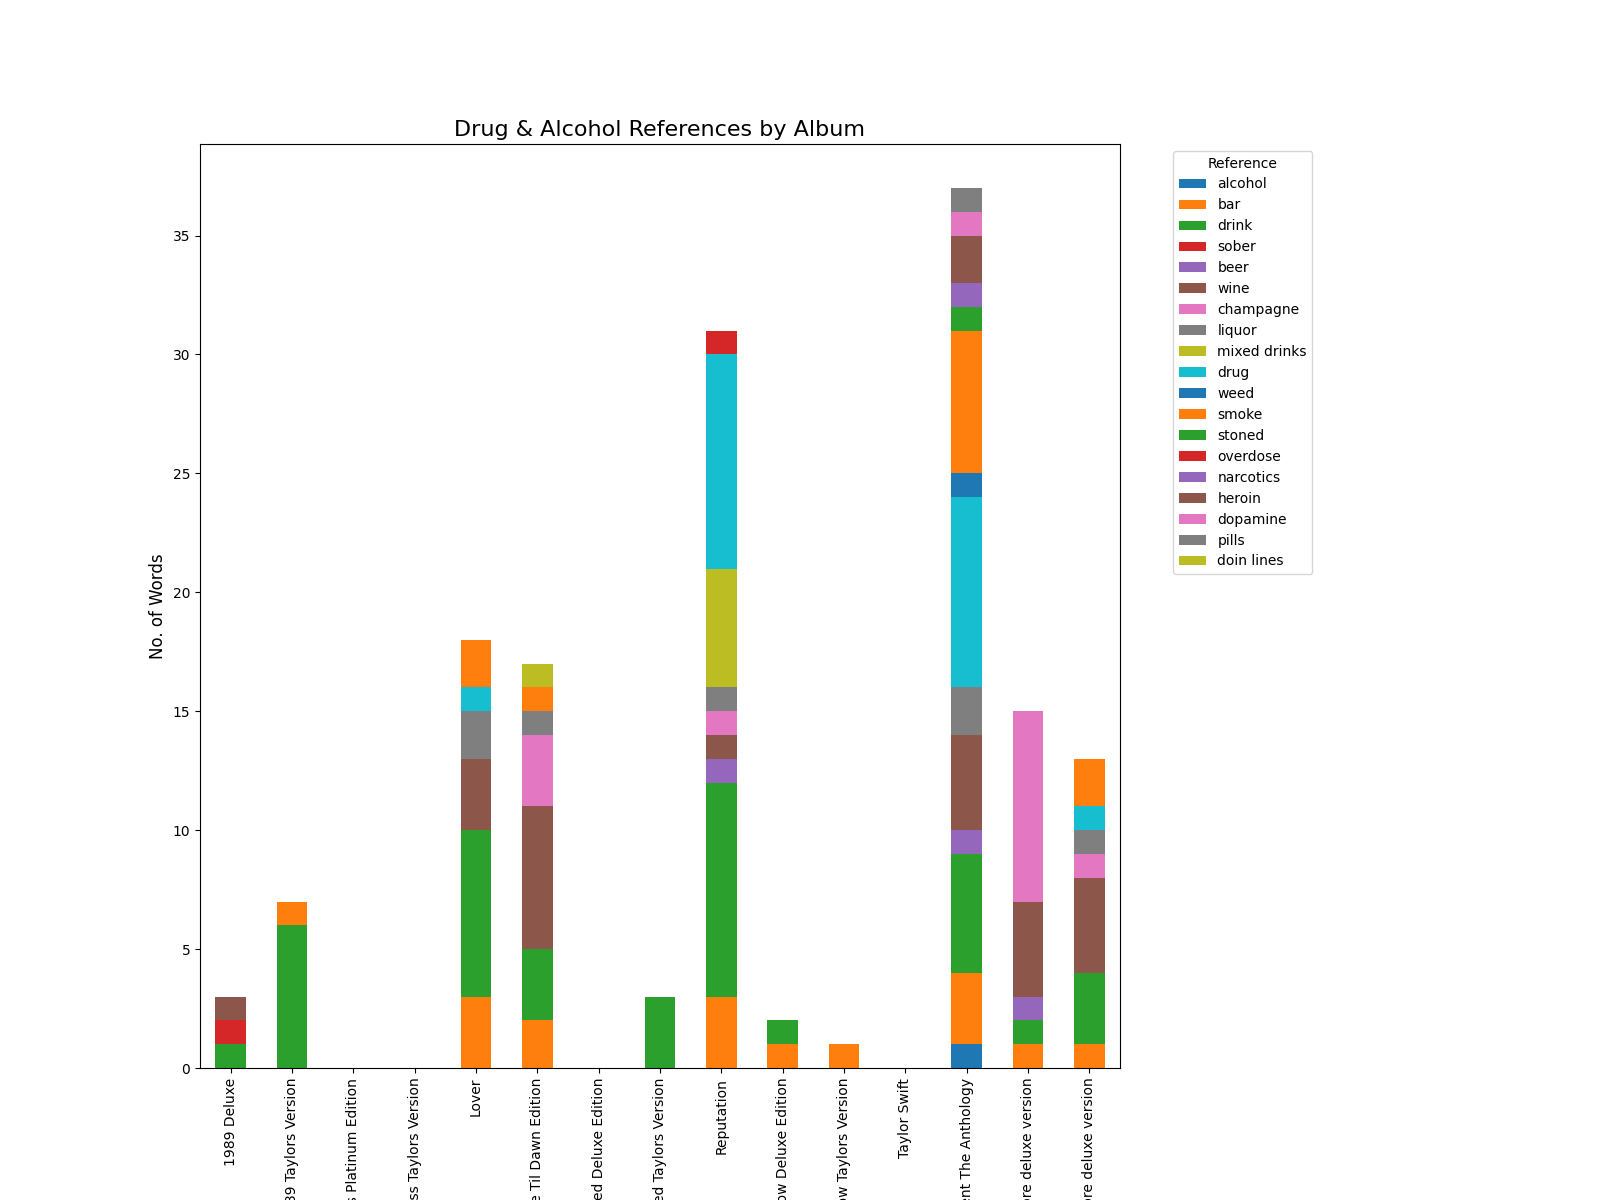 Drug & Alcohol References by Album
No. of Words
35
30
25
20
15
10
5
0
1989 Deluxe
89 Taylors Version
s Platinum Edition
ss Taylors Version
Lover
e Til Dawn Edition
ed Deluxe Edition
ed Taylors Version
Reputation
ow Deluxe Edition
ow Taylors Version
Taylor Swift
ent The Anthology
ore deluxe version
ore deluxe version
Reference
alcohol
bar
drink
sober
beer
wine
champagne
liquor
mixed drinks
drug
weed
smoke
stoned
overdose
narcotics
heroin
dopamine
pills
doin lines